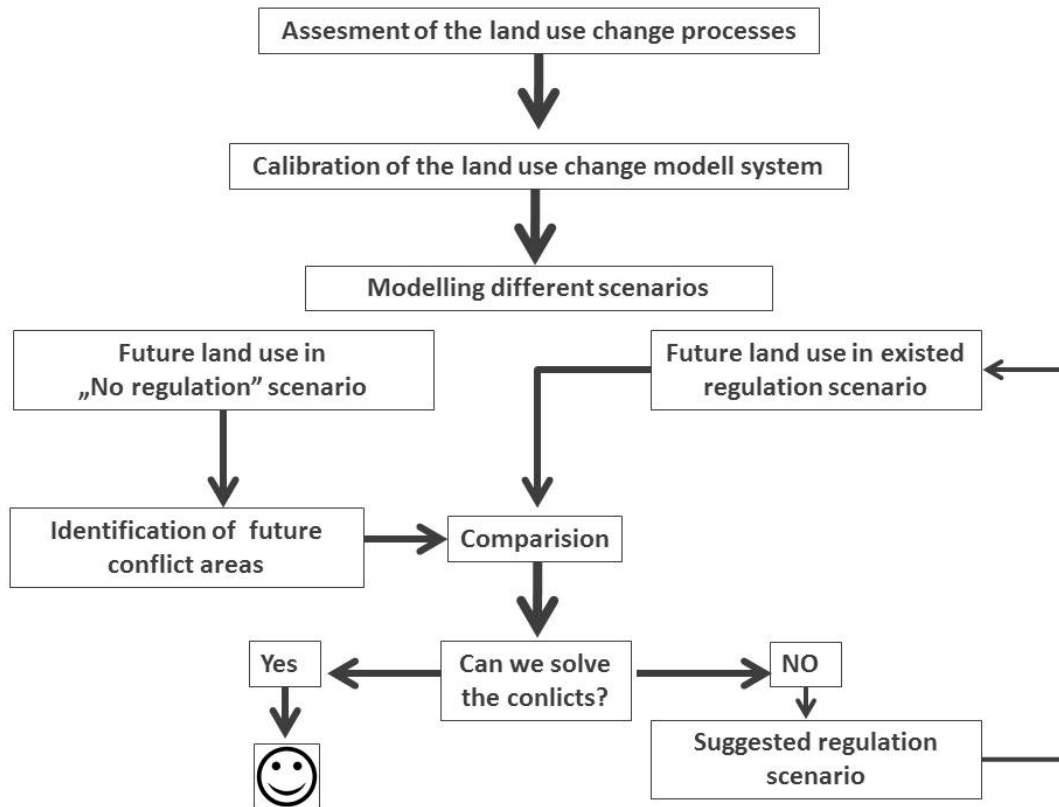 Assesment of the land use change processes
Calibration of the land use change modell system
Modelling different scenarios
Future land use in
„No regulation” scenario
Future land use in existed
regulation scenario
Identification of future
conflict areas
Comparision
Yes
Can we solve
the conlicts?
NO
Suggested regulation
scenario